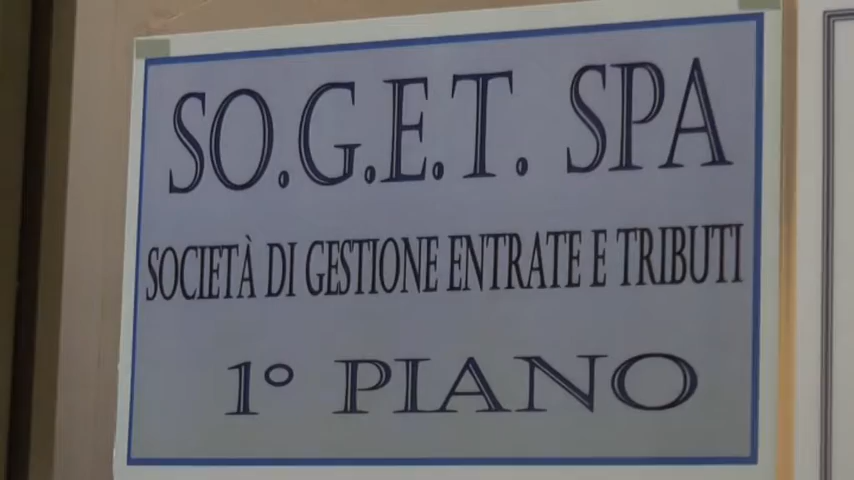 SO.G.E.T. SPA
SOCIETÀ DI GESTIONE ENTRATE E TRIBUTI
1° PIANO